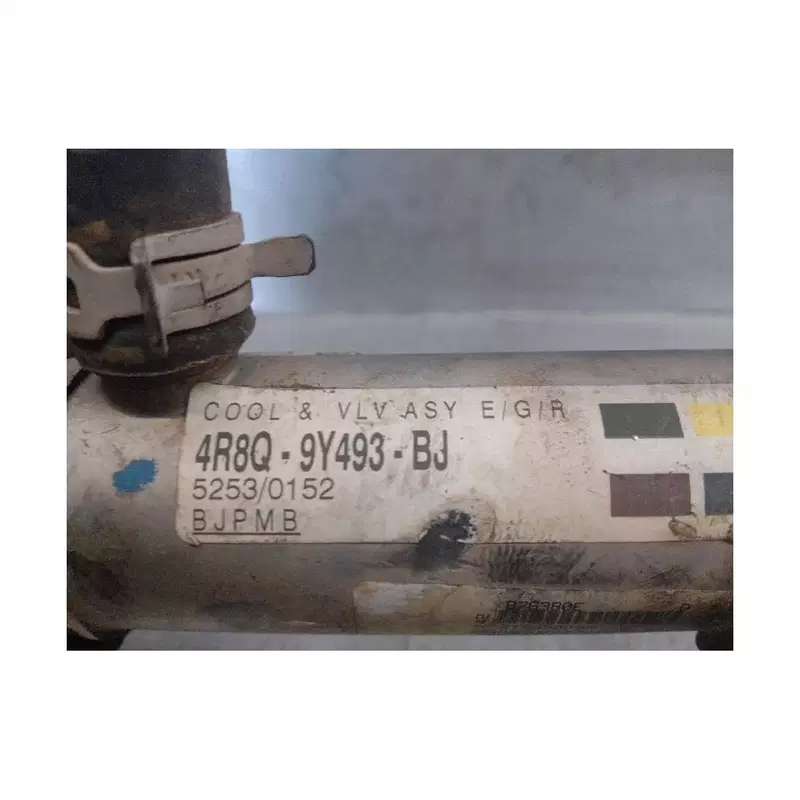 COOL & VLV ASY E/G/R
4R8Q - 9Y493 - BJ
5253/0152
BJPMB